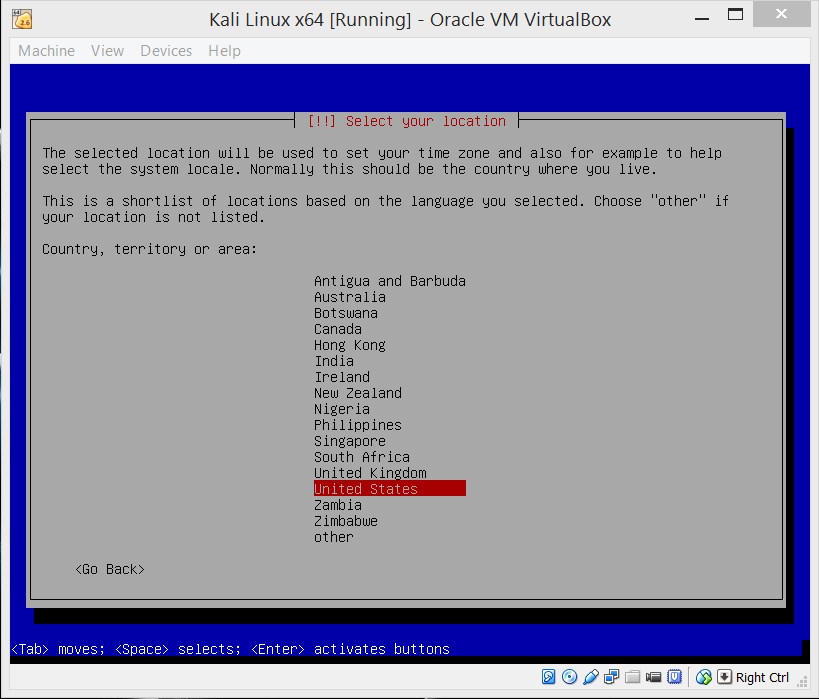 Kali Linux x64 [Running] - Oracle VM VirtualBox
Machine View Devices Help
[!!] Select your location
The selected location will be used to set your time zone and also for example to help
select the system locale. Normally this should be the country where you live.
This is a shortlist of locations based on the language you selected. Choose "other" if
your location is not listed.
Country, territory or area:
Antigua and Barbuda
Australia
Botswana
Canada
Hong Kong
India
Ireland
New Zealand
Nigeria
Philippines
Singapore
South Africa
United Kingdom
United States
Zambia
Zimbabwe
other
<Go Back>
<Tab> moves; <Space> selects; <Enter> activates buttons
Right Ctrl